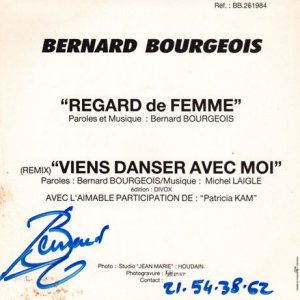 Réf. : BB.261984
BERNARD BOURGEOIS
"REGARD de FEMME"
Paroles et Musique : Bernard BOURGEOIS
(REMIX) "VIENS DANSER AVEC MOI"
Paroles : Bernard BOURGEOIS/Musique : Michel LAIGLE
édition : DIVOX
AVEC L'AIMABLE PARTICIPATION DE : "Patricia KAM"
Bernard
Photo : Studio "JEAN MARIE" : HOUDAIN.
Photogravure :
Contact :
21.54.38.62